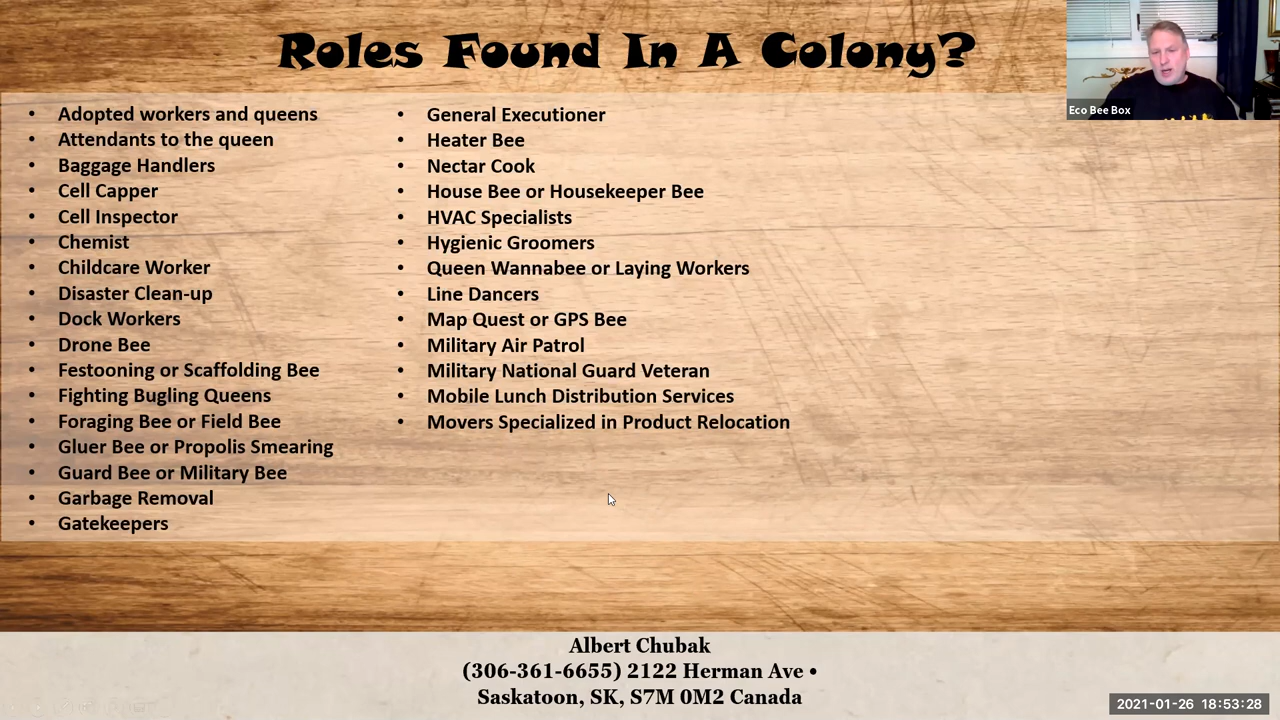 Roles Found In A Colony?
• Adopted workers and queens
• Attendants to the queen
• Baggage Handlers
• Cell Capper
• Cell Inspector
• Chemist
• Childcare Worker
• Disaster Clean-up
• Dock Workers
• Drone Bee
• Festooning or Scaffolding Bee
• Fighting Bugling Queens
• Foraging Bee or Field Bee
• Gluer Bee or Propolis Smearing
• Guard Bee or Military Bee
• Garbage Removal
• Gatekeepers
• General Executioner
• Heater Bee
• Nectar Cook
• House Bee or Housekeeper Bee
• HVAC Specialists
• Hygienic Groomers
• Queen Wannabee or Laying Workers
• Line Dancers
• Map Quest or GPS Bee
• Military Air Patrol
• Military National Guard Veteran
• Mobile Lunch Distribution Services
• Movers Specialized in Product Relocation
Eco Bee Box
Albert Chubak
(306-361-6655) 2122 Herman Ave •
Saskatoon, SK, S7M 0M2 Canada
2021-01-26 18:53:28